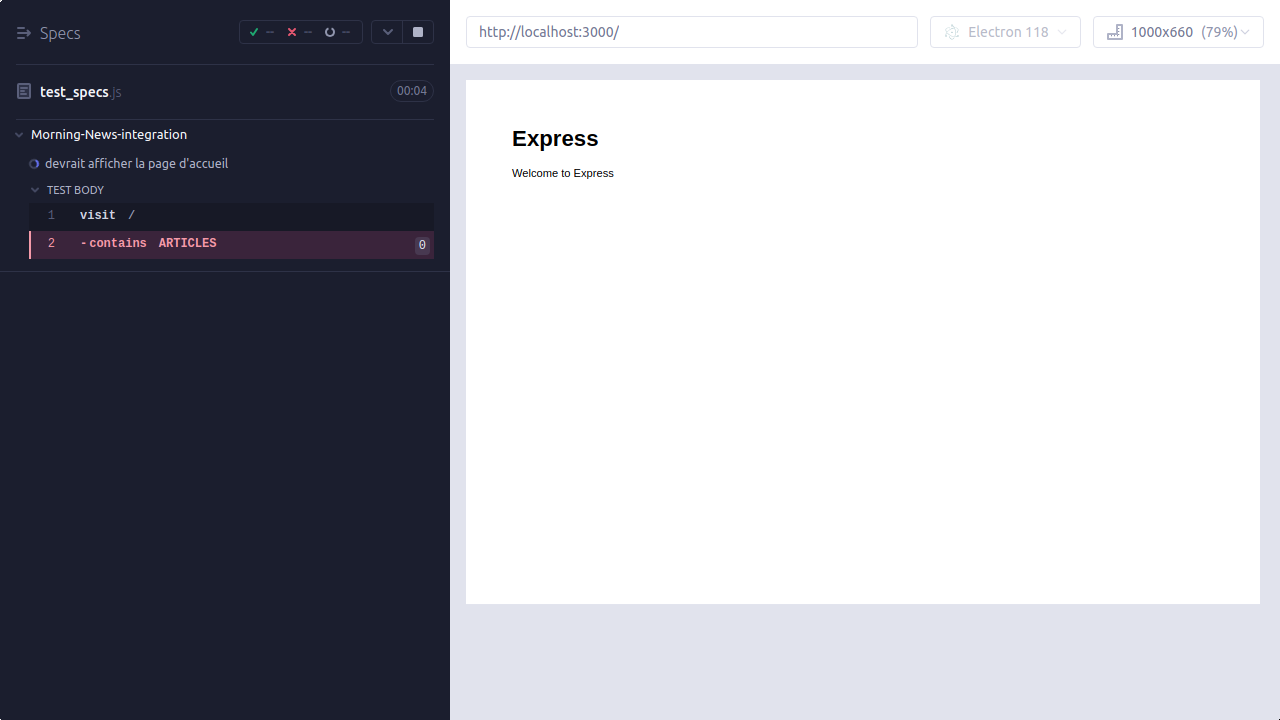 Specs
--
--
--
test_specs.js
00:04
Morning-News-integration
devrait afficher la page d'accueil
TEST BODY
1 visit /
2 -contains ARTICLES 0
http://localhost:3000/
Electron 118
1000x660 (79%)
Express
Welcome to Express